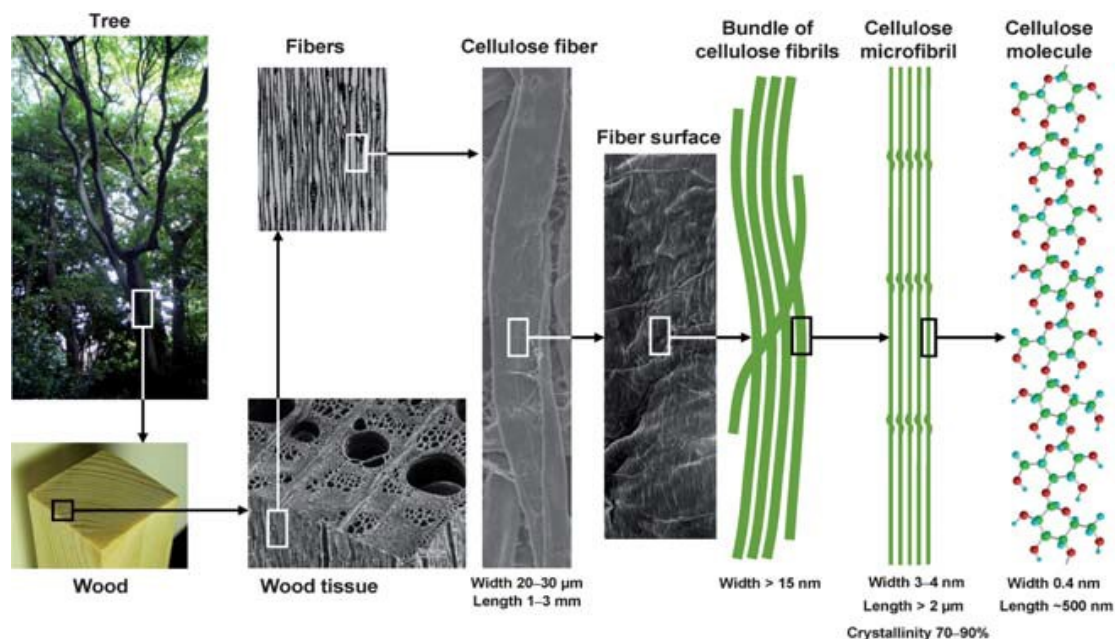 Tree
Fibers
Cellulose fiber
Fiber surface
Bundle of
cellulose fibrils
Cellulose
microfibril
Cellulose
molecule
Wood
Wood tissue
Width 20–30 μm
Length 1–3 mm
Width > 15 nm
Width 3–4 nm
Length > 2 μm
Crystallinity 70–90%
Width 0.4 nm
Length ~500 nm